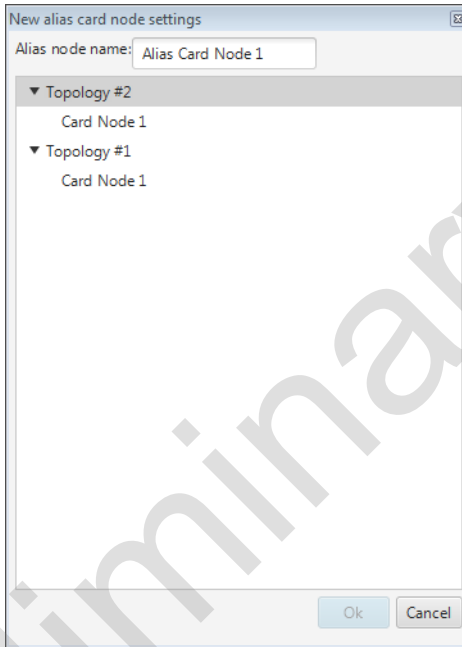 New alias card node settings
Alias node name: Alias Card Node 1
Topology #2
Card Node 1
Topology #1
Card Node 1
Ok Cancel